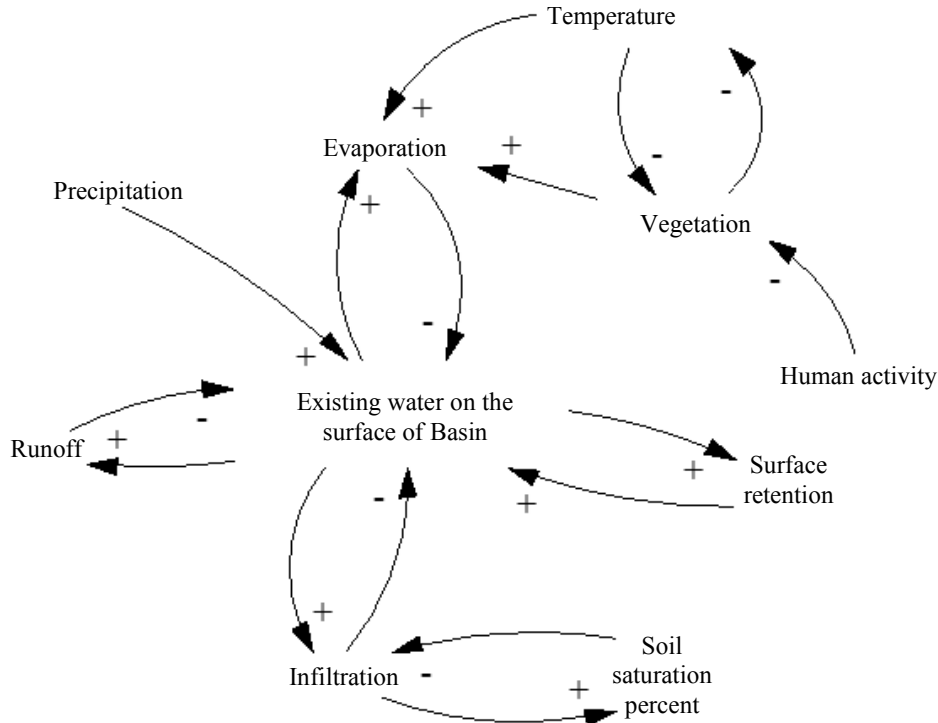 Temperature
-
+
Evaporation
+
-
Precipitation
+
Vegetation
-
-
+
Human activity
Existing water on the
surface of Basin
-
Runoff
+
+
Surface
retention
-
+
+
Infiltration
-
Soil
saturation
percent
+